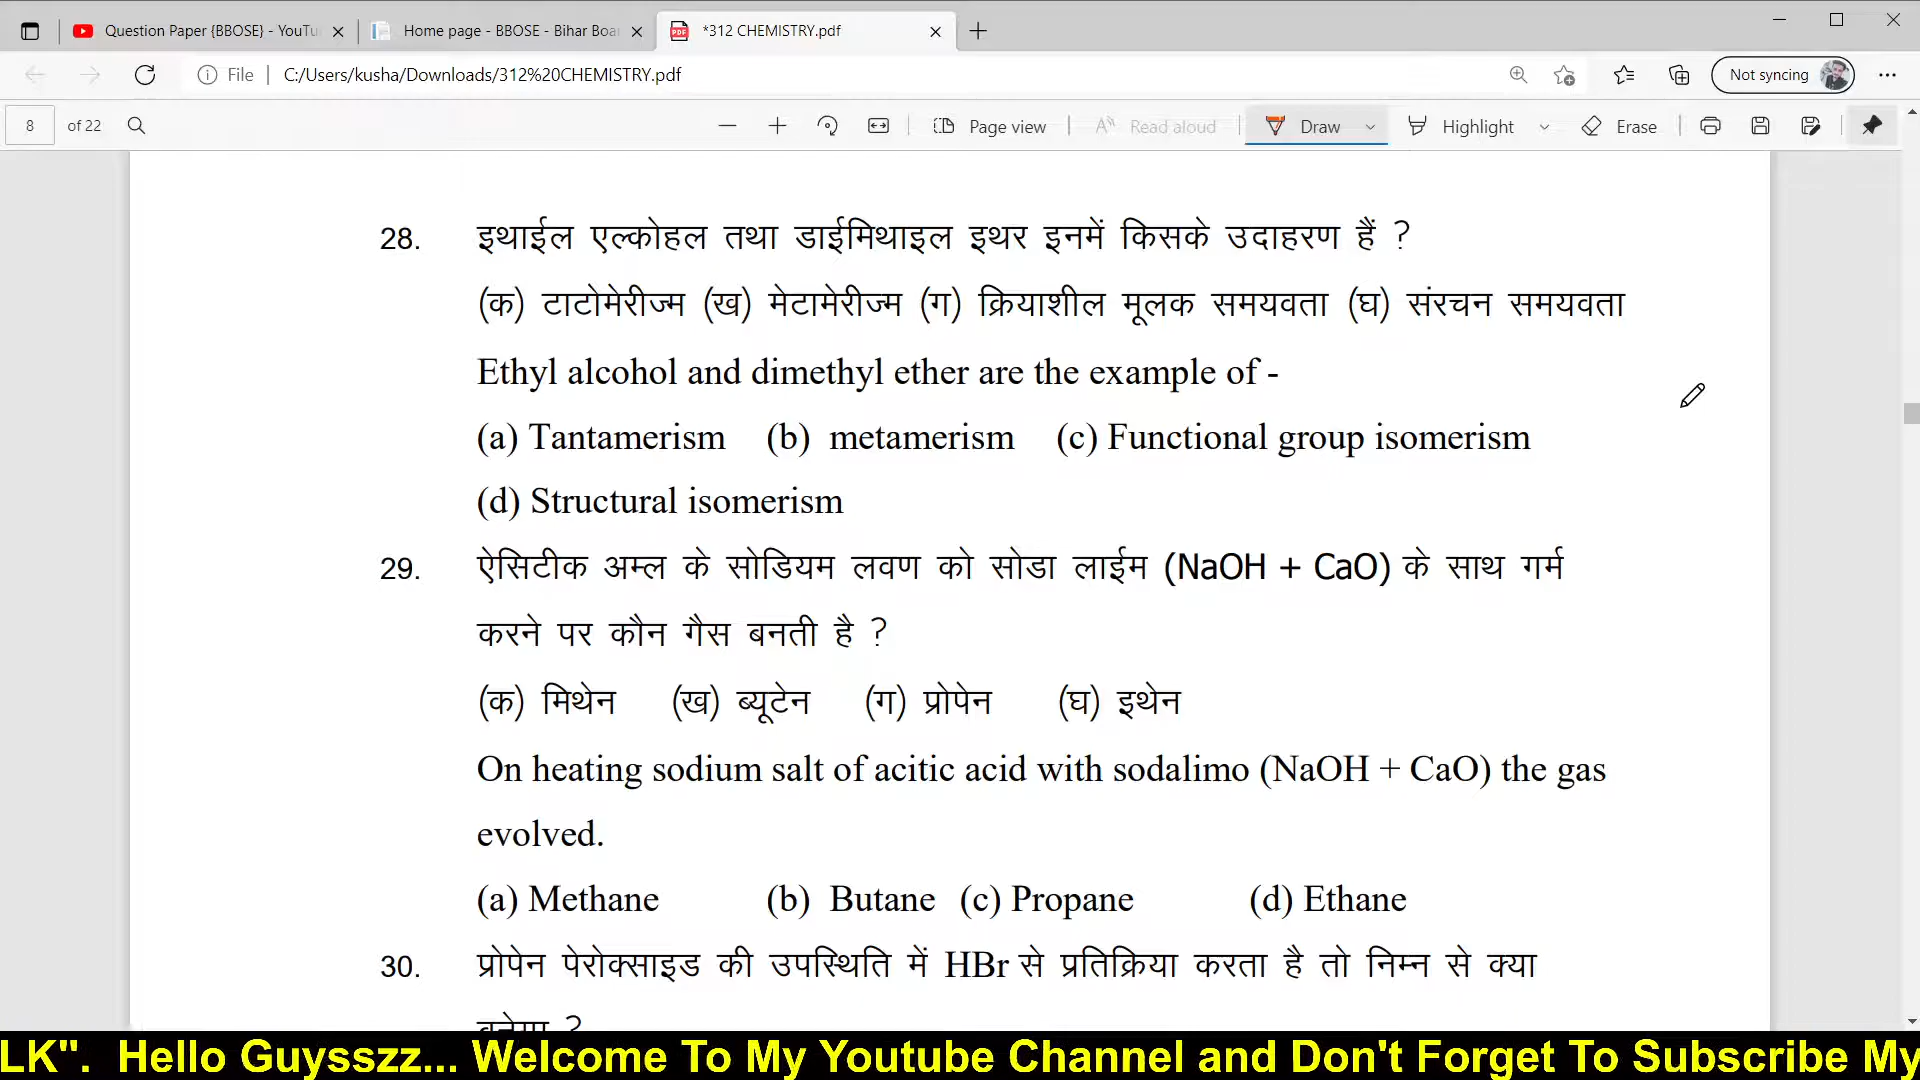 Question Paper {BBOSE} - YouTu
Home page - BBOSE - Bihar Boar
*312 CHEMISTRY.pdf
File | C:/Users/kusha/Downloads/312%20CHEMISTRY.pdf
Not syncing
8 of 22
Page view
Read aloud
Draw
Highlight
Erase
28. इथाईल एल्कोहल तथा डाईमिथाइल इथर इनमें किसके उदाहरण हैं ?
(क) टाटोमेरीज्म (ख) मेटामेरीज्म (ग) क्रियाशील मूलक समयवता (घ) संरचन समयवता
Ethyl alcohol and dimethyl ether are the example of -
(a) Tantamerism (b) metamerism (c) Functional group isomerism
(d) Structural isomerism
29. ऐसिटीक अम्ल के सोडियम लवण को सोडा लाईम (NaOH + CaO) के साथ गर्म
करने पर कौन गैस बनती है ?
(क) मिथेन (ख) ब्यूटेन (ग) प्रोपेन (घ) इथेन
On heating sodium salt of acitic acid with sodalimo (NaOH + CaO) the gas
evolved.
(a) Methane (b) Butane (c) Propane (d) Ethane
30. प्रोपेन पेरोक्साइड की उपस्थिति में HBr से प्रतिक्रिया करता है तो निम्न से क्या
LK". Hello Guysszz... Welcome To My Youtube Channel and Don't Forget To Subscribe My